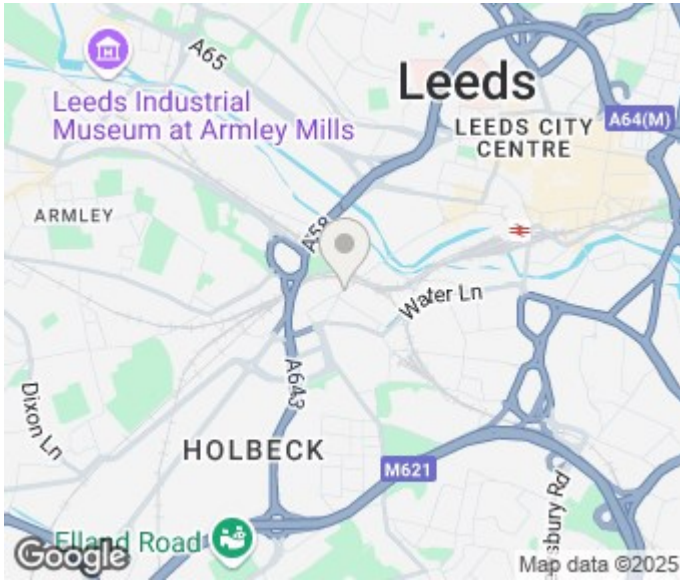 A65
Leeds
Leeds Industrial
Museum at Armley Mills
A64(M)
LEEDS CITY
CENTRE
ARMLEY
A58
Water Ln
A643
Dixon Ln
HOLBECK
M621
Elland Road
Google
Map data ©2025